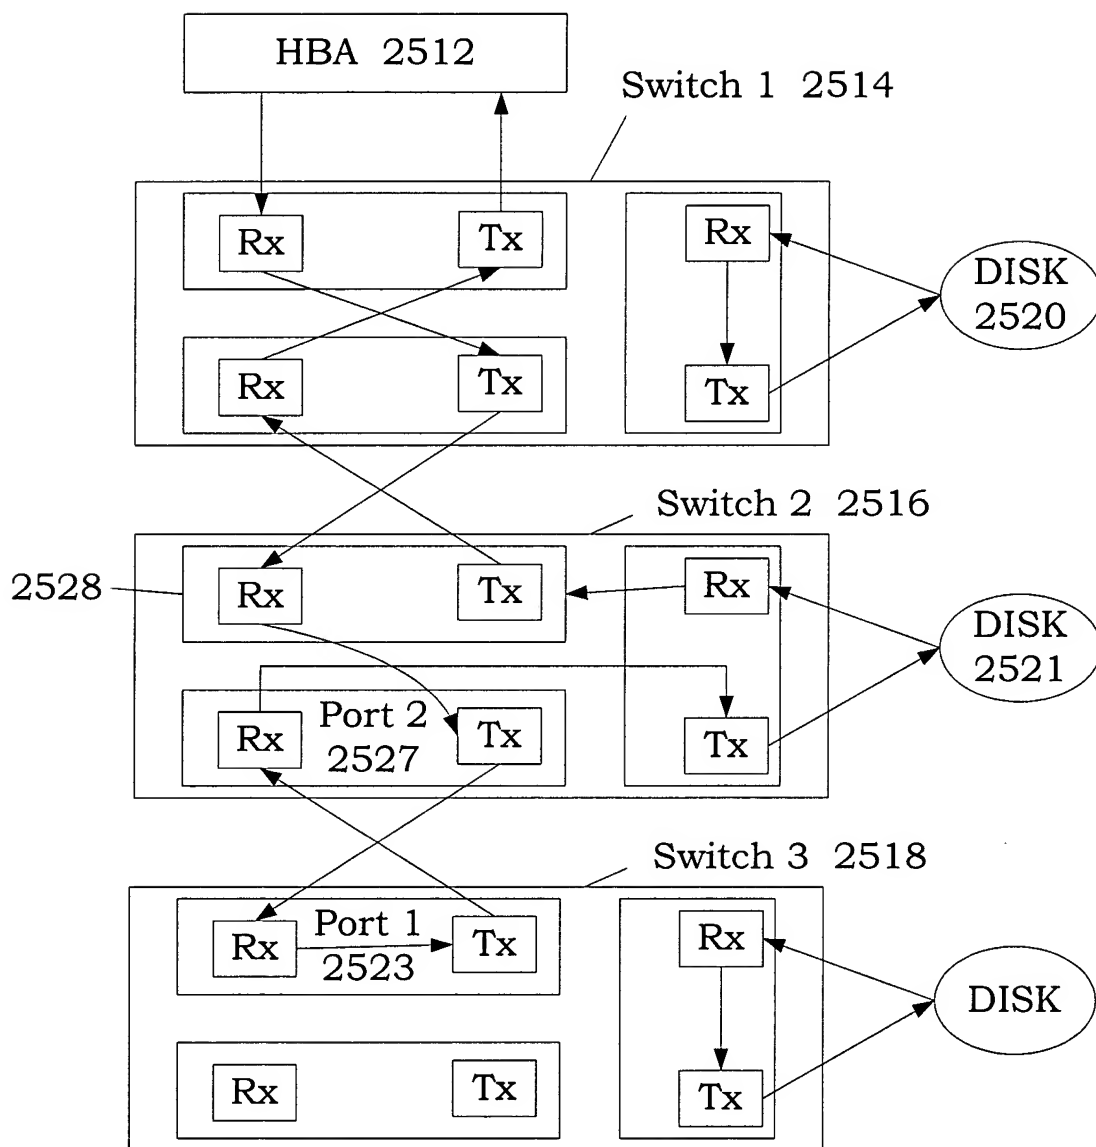 HBA 2512
Switch 1 2514
Rx
Tx
Rx
DISK
2520
Rx
Tx
Tx
Switch 2 2516
2528
Rx
Tx
Rx
DISK
2521
Rx
Port 2
2527
Tx
Tx
Switch 3 2518
Rx
Port 1
2523
Tx
Rx
DISK
Rx
Tx
Tx